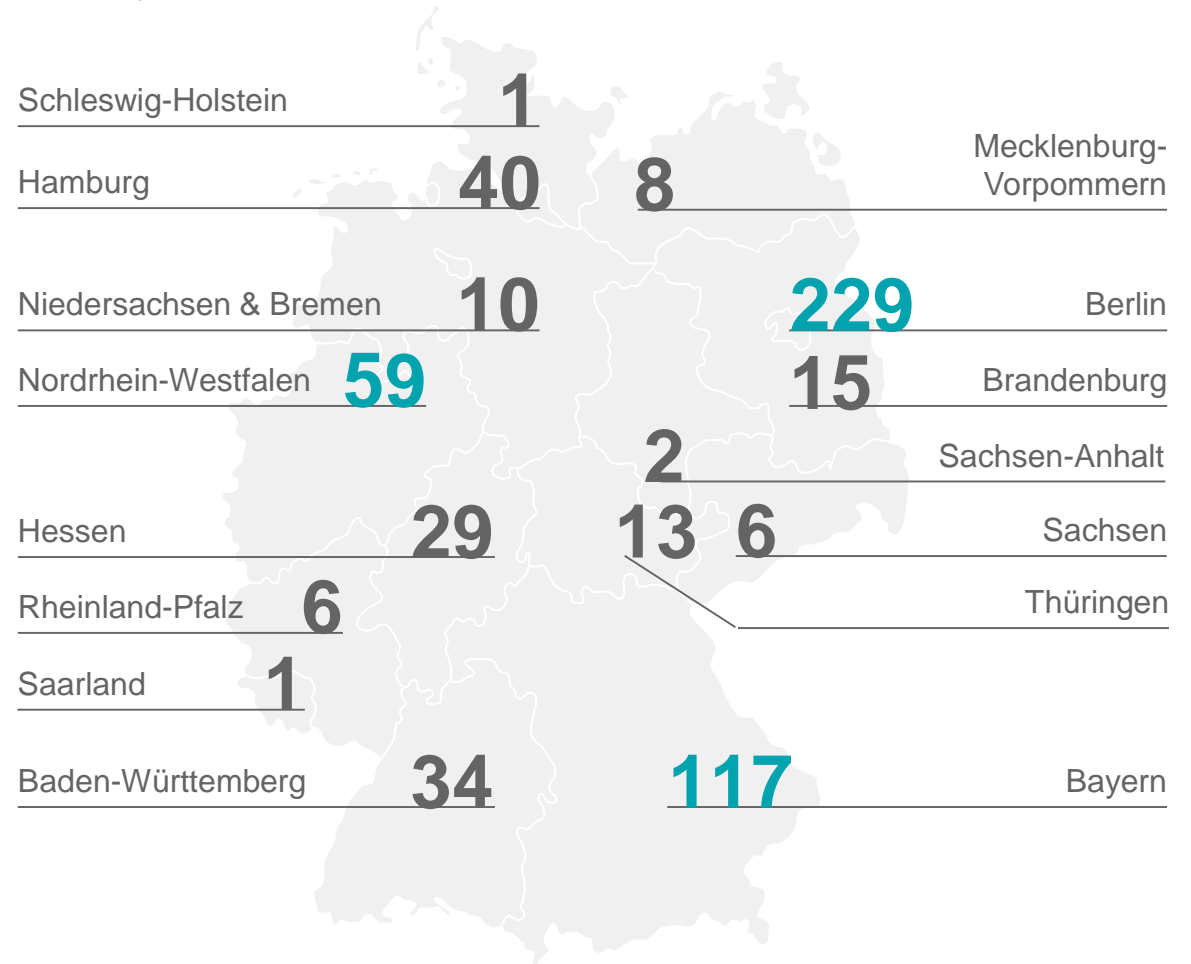 Schleswig-Holstein 1
Hamburg 40
8 Mecklenburg-
Vorpommern
Niedersachsen & Bremen 10
229 Berlin
Nordrhein-Westfalen 59
15 Brandenburg
2 Sachsen-Anhalt
Hessen 29
13
6 Sachsen
Thüringen
Rheinland-Pfalz 6
Saarland 1
Baden-Württemberg 34
117 Bayern